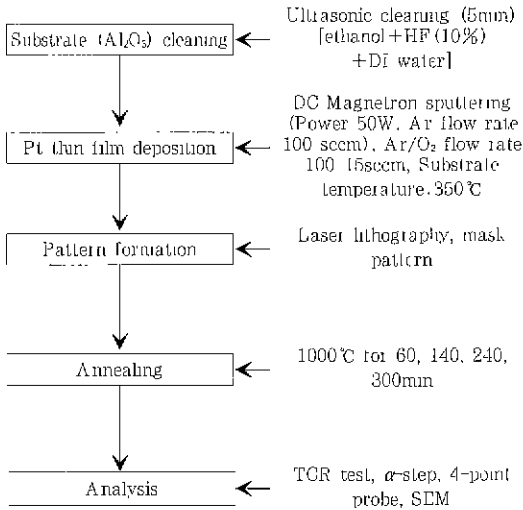 Substrate (Al₂O₃) cleaning
Ultrasonic cleaning (5min)
[ethanol+HF(10%)
+DI water]
Pt thin film deposition
DC Magnetron sputtering
(Power 50W, Ar flow rate
100 sccm), Ar/O₂ flow rate
100 15sccm, Substrate
temperature.350℃
Pattern formation
Laser lithography, mask
pattern
Annealing
1000℃ for 60, 140, 240,
300min
Analysis
TCR test, α-step, 4-point
probe, SEM